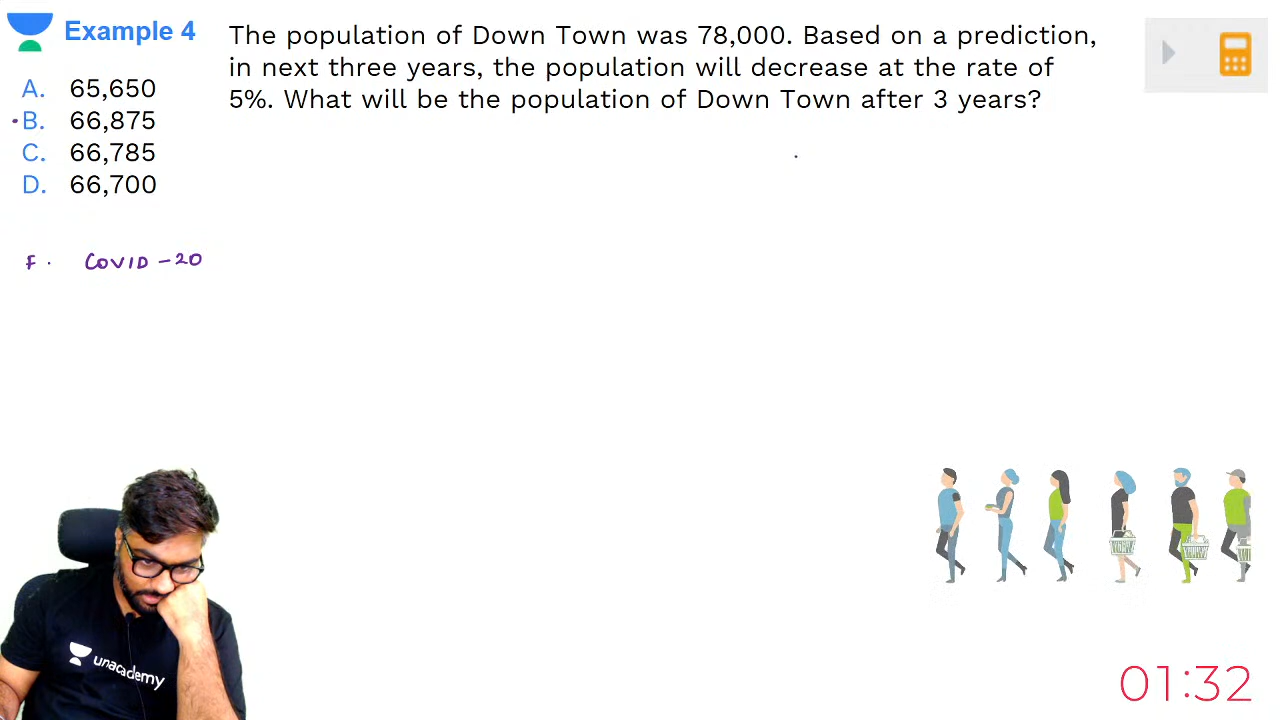 Example 4
The population of Down Town was 78,000. Based on a prediction,
in next three years, the population will decrease at the rate of
5%. What will be the population of Down Town after 3 years?
A. 65,650
B. 66,875
C. 66,785
D. 66,700
F. COVID-20
unacademy
01:32